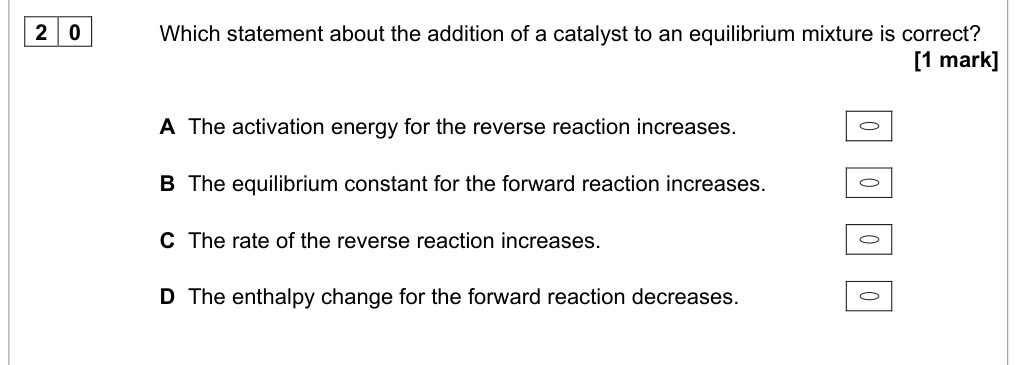 2 0 Which statement about the addition of a catalyst to an equilibrium mixture is correct?
[1 mark]
A The activation energy for the reverse reaction increases.
B The equilibrium constant for the forward reaction increases.
C The rate of the reverse reaction increases.
D The enthalpy change for the forward reaction decreases.